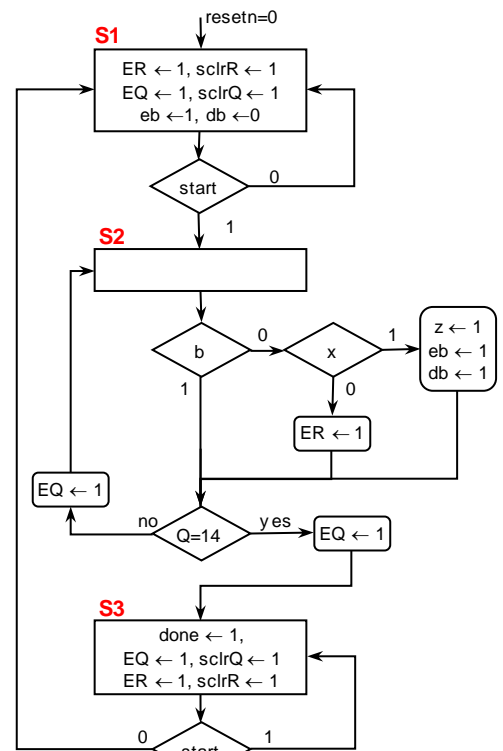 resetn=0
S1
ER ← 1, sclrR ← 1
EQ ← 1, sclrQ ← 1
eb ←1, db ←0
start
0
1
S2
b
0
x
1
z ← 1
eb ← 1
db ← 1
1
0
ER ← 1
EQ ← 1
no
Q=14
yes
EQ ← 1
S3
done ← 1,
EQ ← 1, sclrQ ← 1
ER ← 1, sclrR ← 1
0
1
start